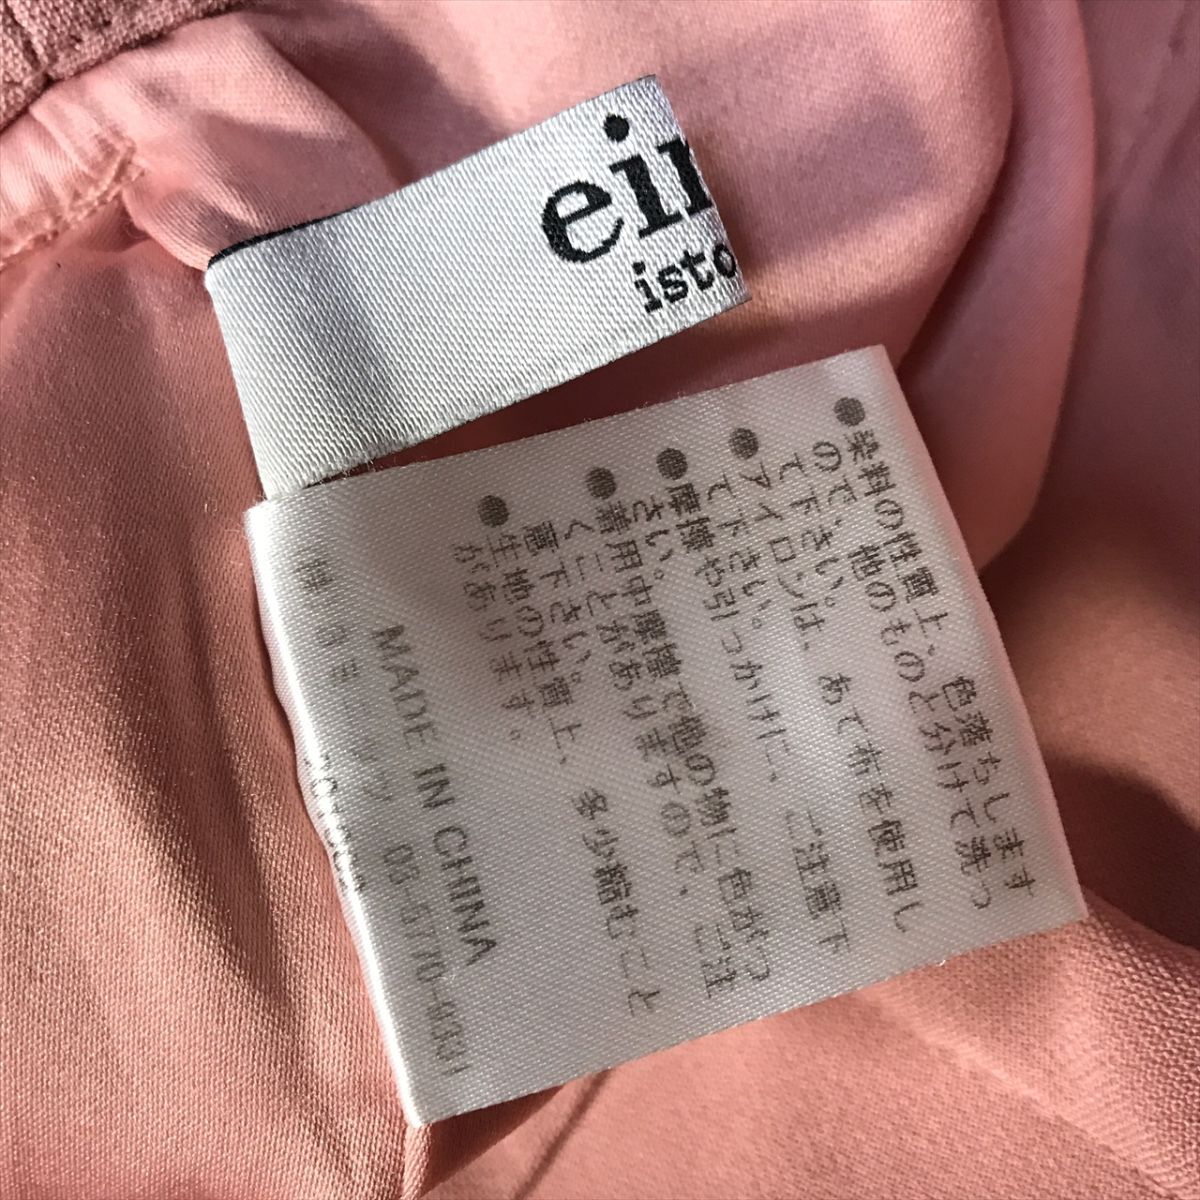 ein
isto
●染料の性質上、色落ちします
ので、他のものと分けて洗っ
て下さい。
●アイロンは、あて布を使用し
て下さい。
●摩擦や引っかけに、ご注意下
さい。
●着用中摩擦で他の物に色がつ
くことがありますので、ご注
意下さい。
●生地の性質上、多少縮むこと
があります。
MADE IN CHINA